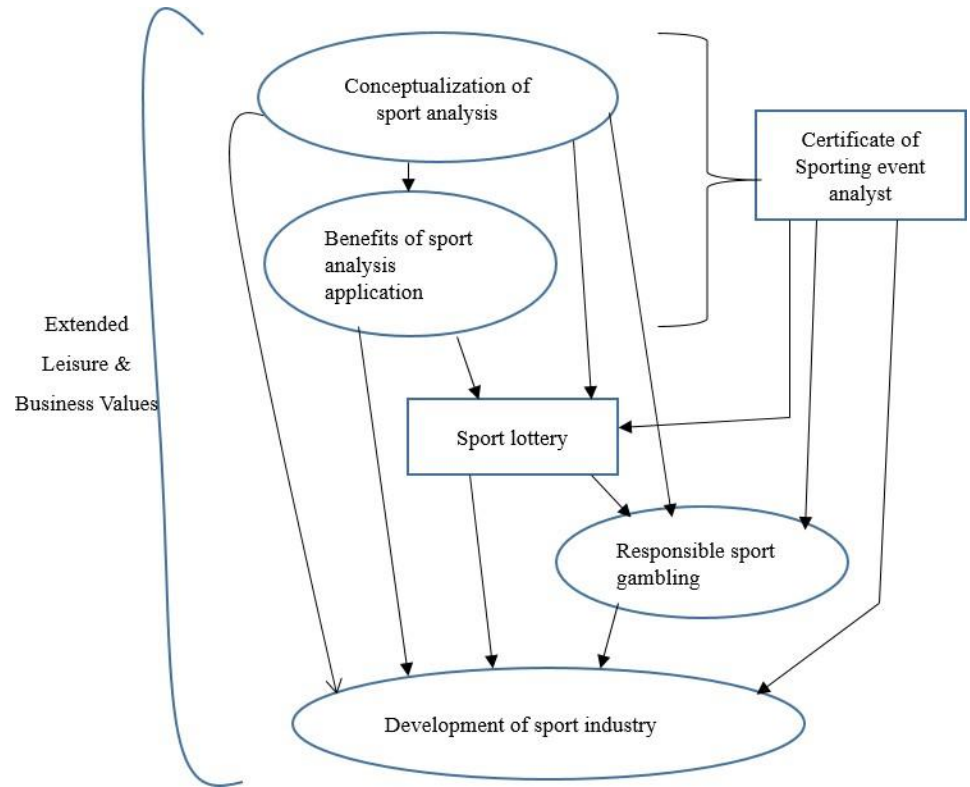 Conceptualization of
sport analysis
Certificate of
Sporting event
analyst
Benefits of sport
analysis
application
Extended
Leisure &
Business Values
Sport lottery
Responsible sport
gambling
Development of sport industry